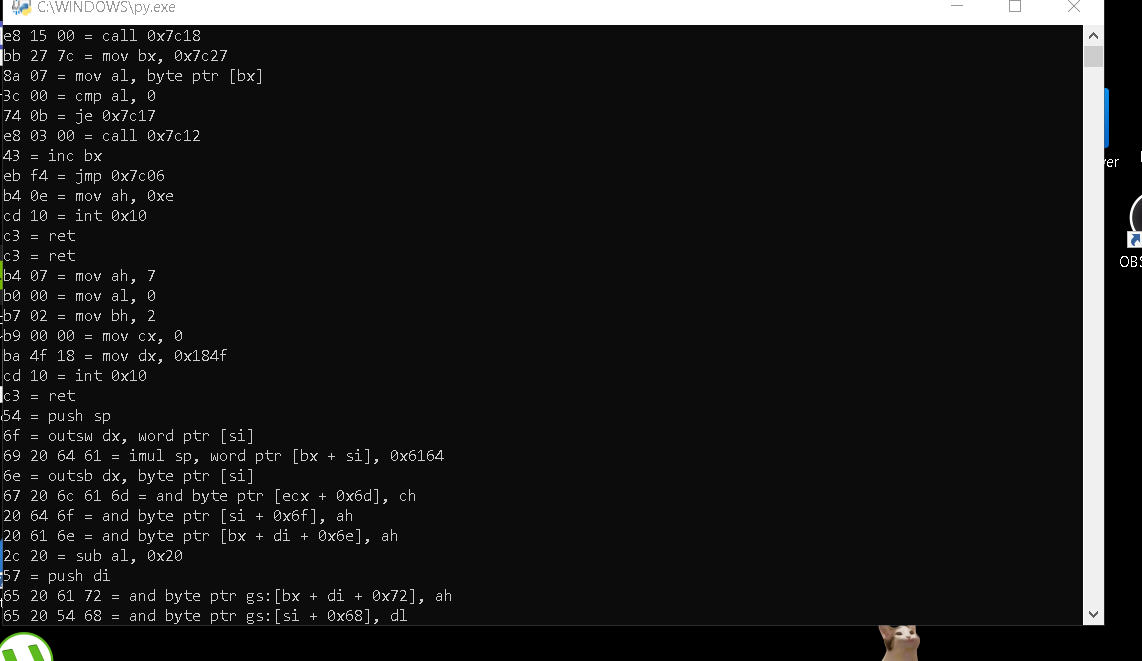 C:\WINDOWS\py.exe
e8 15 00 = call 0x7c18
bb 27 7c = mov bx, 0x7c27
8a 07 = mov al, byte ptr [bx]
3c 00 = cmp al, 0
74 0b = je 0x7c17
e8 03 00 = call 0x7c12
43 = inc bx
eb f4 = jmp 0x7c06
b4 0e = mov ah, 0xe
cd 10 = int 0x10
c3 = ret
c3 = ret
b4 07 = mov ah, 7
b0 00 = mov al, 0
b7 02 = mov bh, 2
b9 00 00 = mov cx, 0
ba 4f 18 = mov dx, 0x184f
cd 10 = int 0x10
c3 = ret
54 = push sp
6f = outsw dx, word ptr [si]
69 20 64 61 = imul sp, word ptr [bx + si], 0x6164
6e = outsb dx, byte ptr [si]
67 20 6c 61 6d = and byte ptr [ecx + 0x6d], ch
20 64 6f = and byte ptr [si + 0x6f], ah
20 61 6e = and byte ptr [bx + di + 0x6e], ah
2c 20 = sub al, 0x20
57 = push di
65 20 61 72 = and byte ptr gs:[bx + di + 0x72], ah
65 20 54 68 = and byte ptr gs:[si + 0x68], dl
ver
OBS